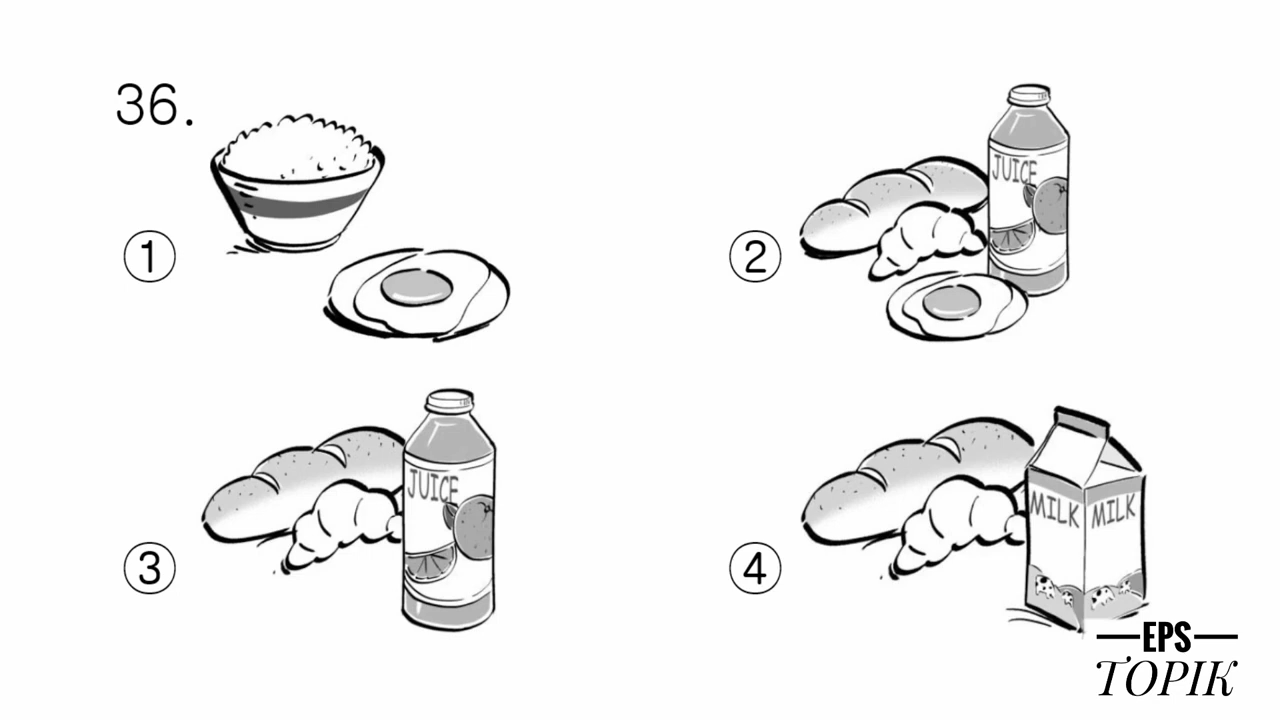 36.
①
②
JUICE
③
JUICE
④
MILK MILK
EPS
TOPIK